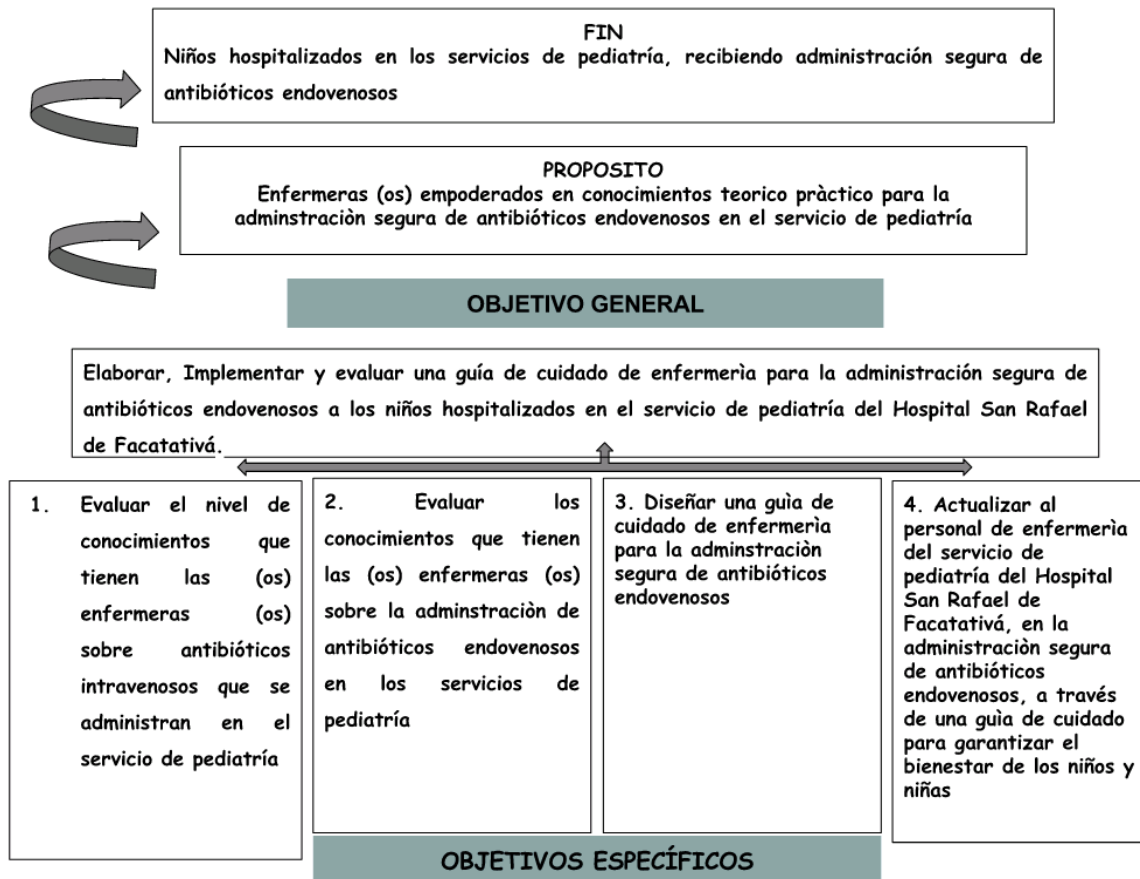 FIN
Niños hospitalizados en los servicios de pediatría, recibiendo administración segura de
antibióticos endovenosos
PROPOSITO
Enfermeras (os) empoderados en conocimientos teorico pràctico para la
adminstraciòn segura de antibióticos endovenosos en el servicio de pediatría
OBJETIVO GENERAL
Elaborar, Implementar y evaluar una guía de cuidado de enfermerìa para la administración segura de
antibióticos endovenosos a los niños hospitalizados en el servicio de pediatría del Hospital San Rafael
de Facatativá.
1. Evaluar el nivel de
conocimientos que
tienen las (os)
enfermeras (os)
sobre antibióticos
intravenosos que se
administran en el
servicio de pediatría
2. Evaluar los
conocimientos que tienen
las (os) enfermeras (os)
sobre la adminstraciòn de
antibióticos endovenosos
en los servicios de
pediatría
3. Diseñar una guìa de
cuidado de enfermerìa
para la adminstraciòn
segura de antibióticos
endovenosos
4. Actualizar al
personal de enfermerìa
del servicio de
pediatría del Hospital
San Rafael de
Facatativá, en la
administraciòn segura
de antibióticos
endovenosos, a través
de una guìa de cuidado
para garantizar el
bienestar de los niños y
niñas
OBJETIVOS ESPECÍFICOS